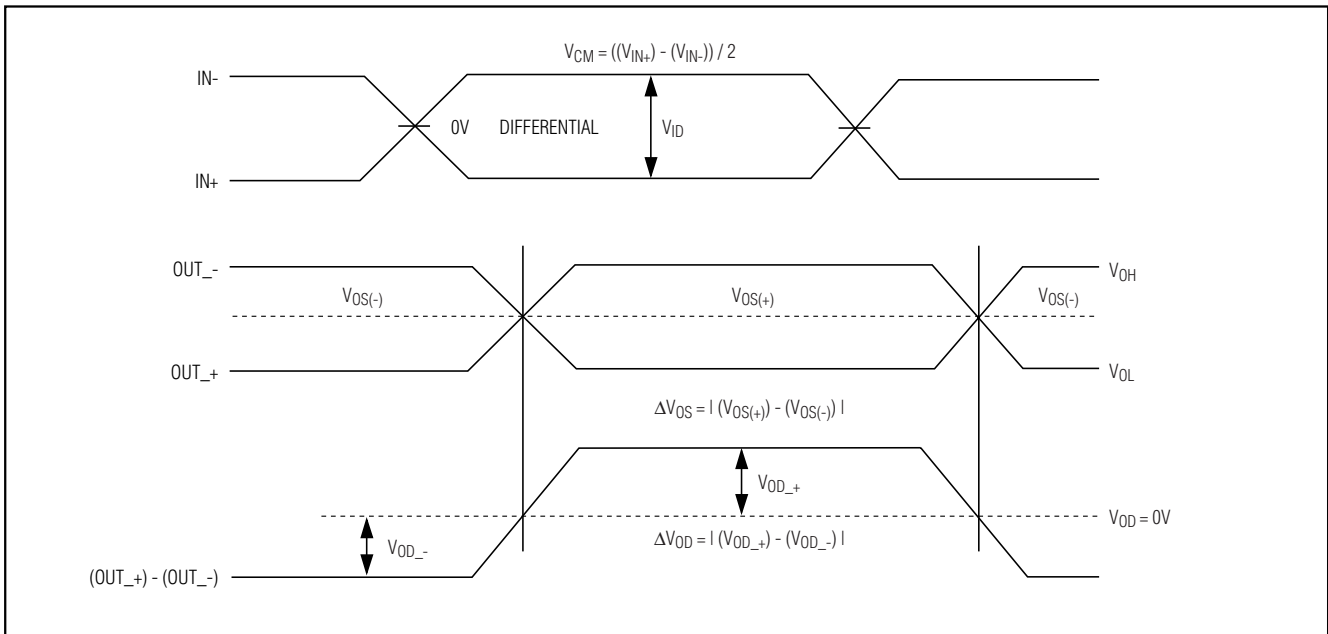 V_CM = ((V_IN+) - (V_IN-)) / 2
IN-
0V DIFFERENTIAL V_ID
IN+
OUT_- V_OH
V_OS(-) V_OS(+) V_OS(-)
OUT_+ V_OL
ΔV_OS = | (V_OS(+)) - (V_OS(-)) |
V_OD_+
V_OD = 0V
V_OD_- ΔV_OD = | (V_OD_+) - (V_OD_-) |
(OUT_+) - (OUT_-)